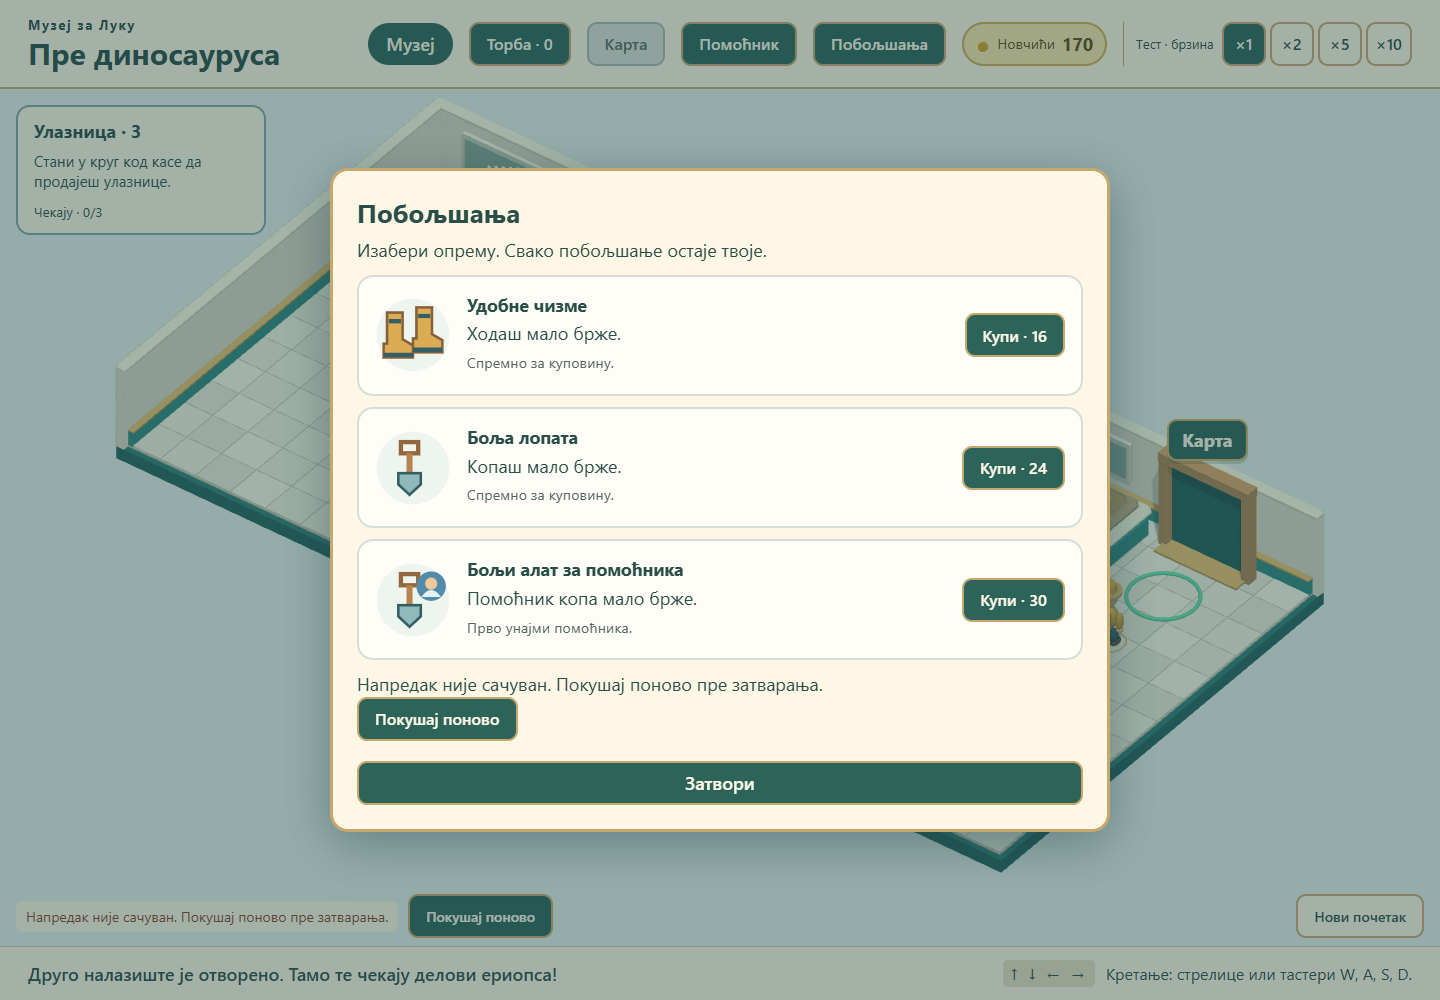 Музеј за Луку
Пре диносауруса
Музеј
Торба · 0
Карта
Помоћник
Побољшања
Новчићи 170
Тест · брзина
×1
×2
×5
×10
Улазница · 3
Стани у круг код касе да
продајеш улазнице.
Чекају · 0/3
Побољшања
Изабери опрему. Свако побољшање остаје твоје.
Удобне чизме
Ходаш мало брже.
Спремно за куповину.
Купи · 16
Боља лопата
Копаш мало брже.
Спремно за куповину.
Купи · 24
Бољи алат за помоћника
Помоћник копа мало брже.
Прво унајми помоћника.
Купи · 30
Напредак није сачуван. Покушај поново пре затварања.
Покушај поново
Затвори
Карта
Напредак није сачуван. Покушај поново пре затварања.
Покушај поново
Нови почетак
Друго налазиште је отворено. Тамо те чекају делови ериопса!
↑ ↓ ← → Кретање: стрелице или тастери W, A, S, D.